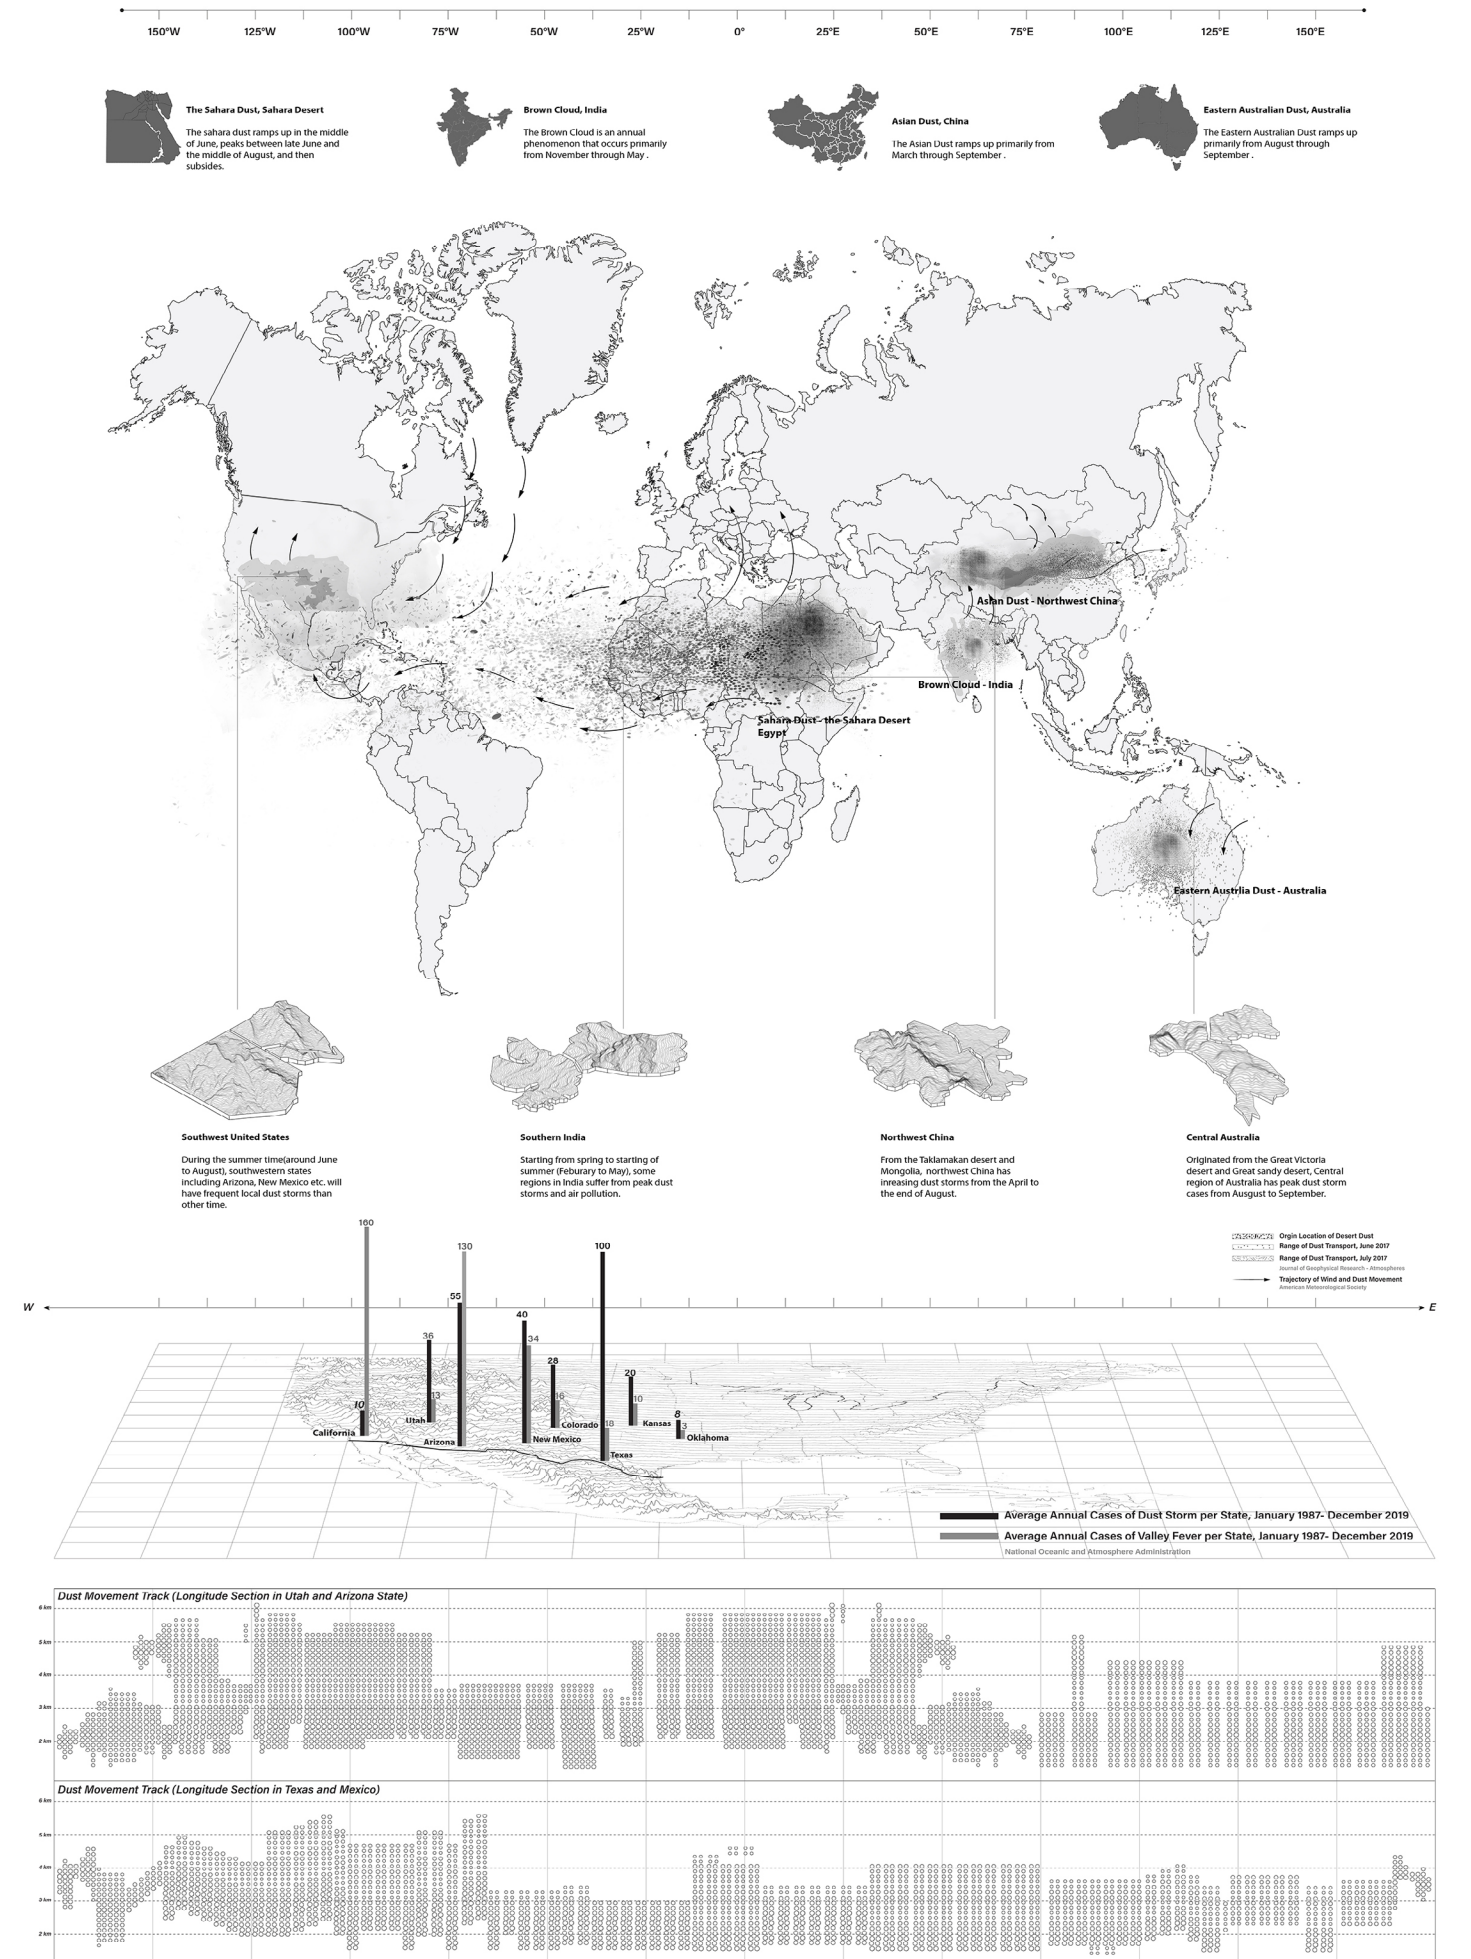 150°W 125°W 100°W 75°W 50°W 25°W 0° 25°E 50°E 75°E 100°E 125°E 150°E
The Sahara Dust, Sahara Desert
The sahara dust ramps up in the middle
of June, peaks between late June and
the middle of August, and then
subsides.
Brown Cloud, India
The Brown Cloud is an annual
phenomenon that occurs primarily
from November through May .
Asian Dust, China
The Asian Dust ramps up primarily from
March through September .
Eastern Australian Dust, Australia
The Eastern Australian Dust ramps up
primarily from August through
September .
Asian Dust - Northwest China
Brown Cloud - India
Sahara Dust - the Sahara Desert
Egypt
Eastern Austrlia Dust - Australia
Southwest United States
During the summer time(around June
to August), southwestern states
including Arizona, New Mexico etc. will
have frequent local dust storms than
other time.
Southern India
Starting from spring to starting of
summer (Feburary to May), some
regions in India suffer from peak dust
storms and air pollution.
Northwest China
From the Taklamakan desert and
Mongolia, northwest China has
inreasing dust storms from the April to
the end of August.
Central Australia
Originated from the Great Victoria
desert and Great sandy desert, Central
region of Australia has peak dust storm
cases from Ausgust to September.
Orgin Location of Desert Dust
Range of Dust Transport, June 2017
Range of Dust Transport, July 2017
Journal of Geophysical Research - Atmospheres
Trajectory of Wind and Dust Movement
American Meteorological Society
W E
160
10
California
36
13
Utah
55
130
Arizona
40
34
New Mexico
28
16
Colorado
100
18
Texas
20
10
Kansas
8
3
Oklahoma
Average Annual Cases of Dust Storm per State, January 1987- December 2019
Average Annual Cases of Valley Fever per State, January 1987- December 2019
National Oceanic and Atmosphere Administration
Dust Movement Track (Longitude Section in Utah and Arizona State)
6 km
5 km
4 km
3 km
2 km
Dust Movement Track (Longitude Section in Texas and Mexico)
6 km
5 km
4 km
3 km
2 km